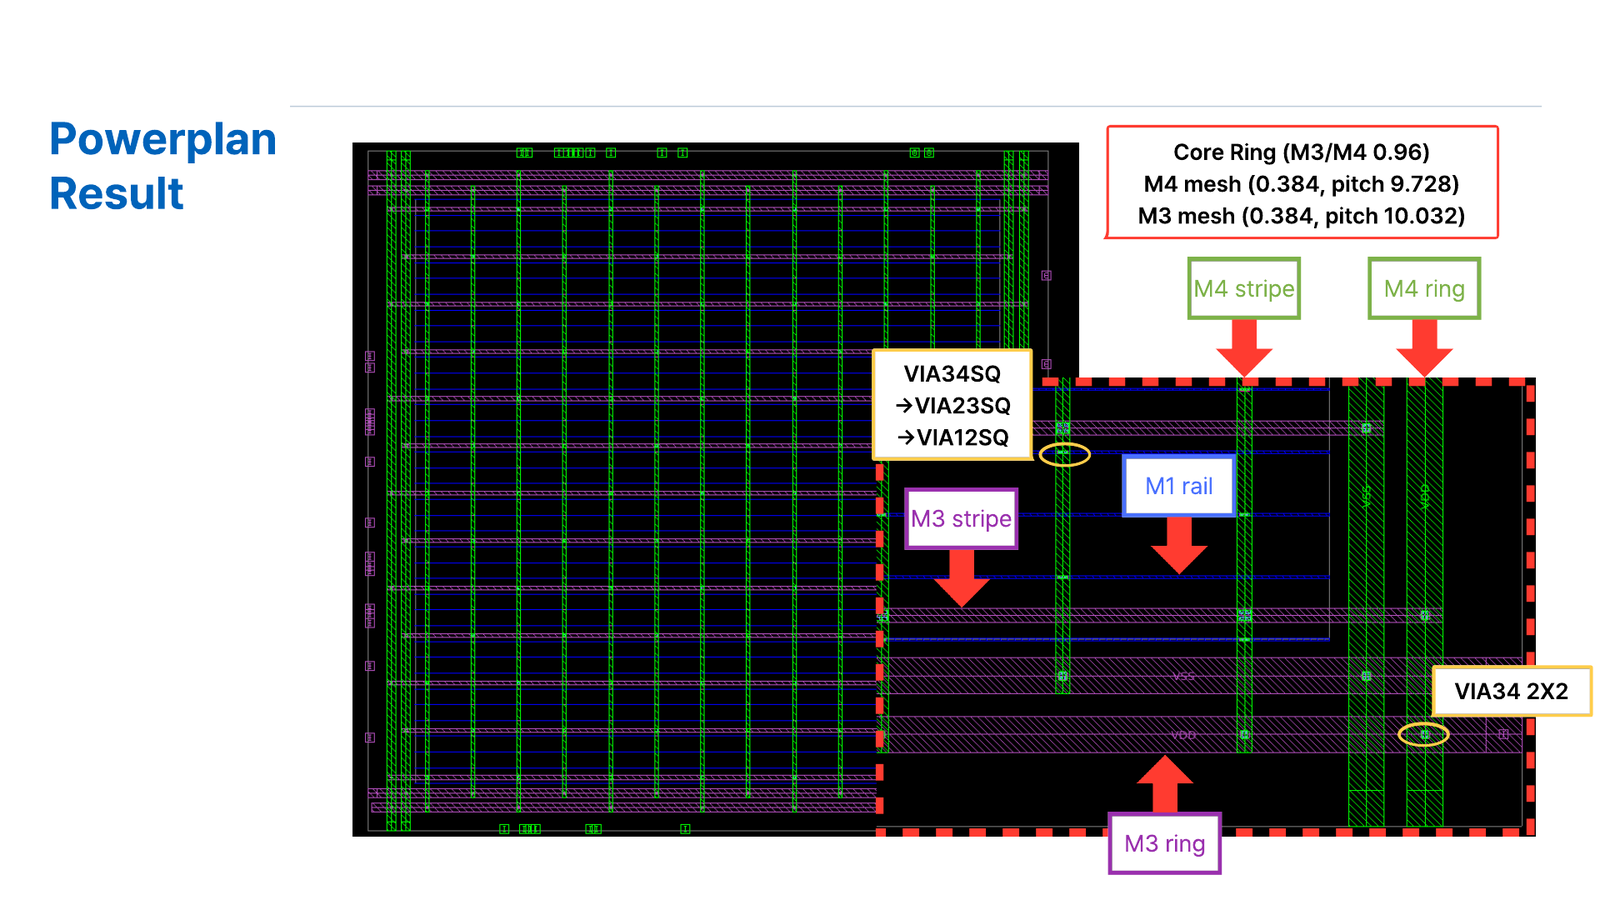 Powerplan
Result
Core Ring (M3/M4 0.96)
M4 mesh (0.384, pitch 9.728)
M3 mesh (0.384, pitch 10.032)
M4 stripe
M4 ring
VIA34SQ
→VIA23SQ
→VIA12SQ
M1 rail
M3 stripe
VSS
VDD
VSS
VIA34 2X2
VDD
M3 ring